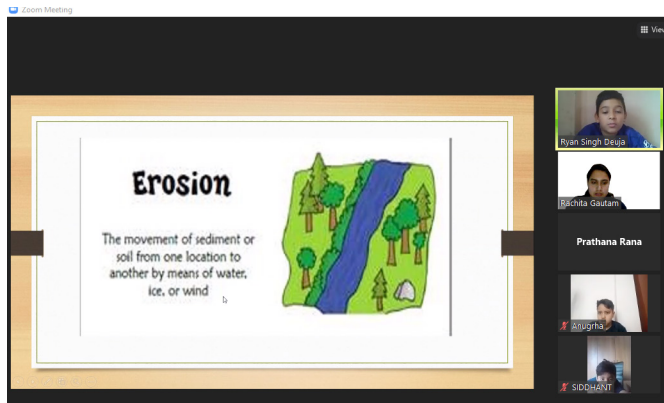 Zoom Meeting
View
Erosion
The movement of sediment or
soil from one location to
another by means of water,
ice, or wind
Ryan Singh Deuja
Rachita Gautam
Prathana Rana
Anugrha
SIDDHANT